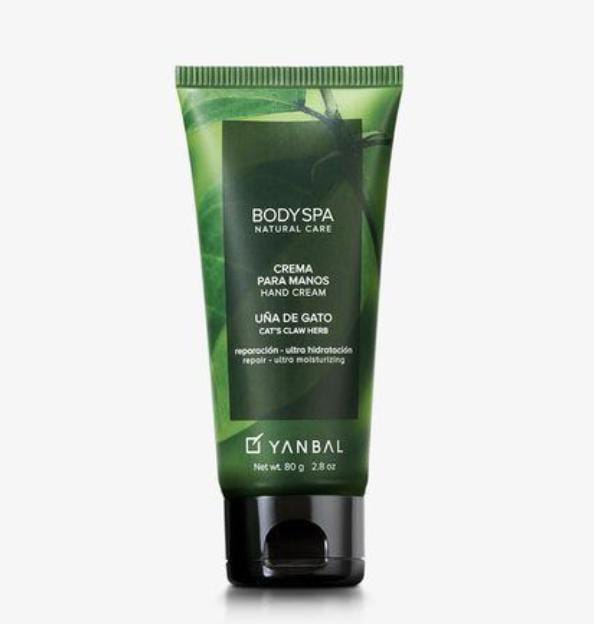 BODY SPA
NATURAL CARE
CREMA
PARA MANOS
HAND CREAM
UÑA DE GATO
CAT'S CLAW HERB
reparación - ultra hidratación
repair - ultra moisturizing
YANBAL
Net wt. 80 g 2.8 oz